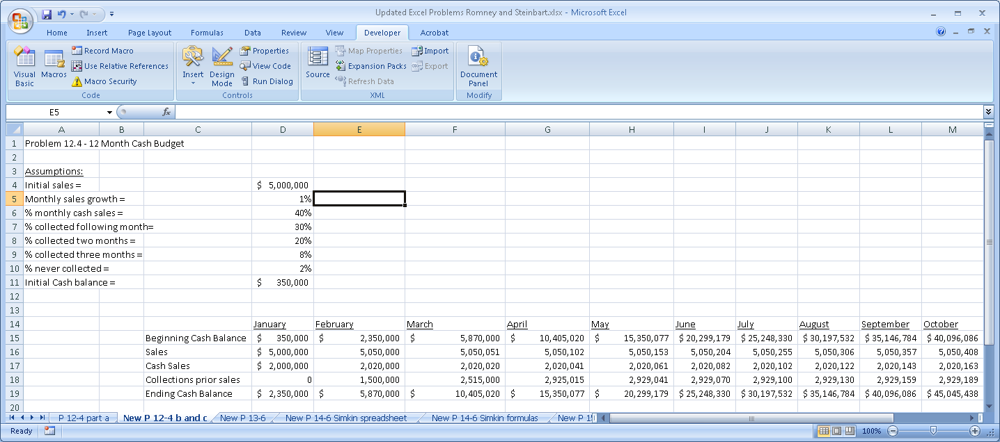 Updated Excel Problems Romney and Steinbart.xlsx - Microsoft Excel
Home Insert Page Layout Formulas Data Review View Developer Acrobat
Visual Basic
Macros
Record Macro
Use Relative References
Macro Security
Code
Insert
Design Mode
Properties
View Code
Run Dialog
Controls
Source
Map Properties
Expansion Packs
Refresh Data
Import
Export
XML
Document Panel
Modify
E5 fx
A B C D E F G H I J K L M
1 Problem 12.4 - 12 Month Cash Budget
2
3 Assumptions:
4 Initial sales = $ 5,000,000
5 Monthly sales growth = 1%
6 % monthly cash sales = 40%
7 % collected following month= 30%
8 % collected two months = 20%
9 % collected three months = 8%
10 % never collected = 2%
11 Initial Cash balance = $ 350,000
12
13
14 January February March April May June July August September October
15 Beginning Cash Balance $ 350,000 $ 2,350,000 $ 5,870,000 $ 10,405,020 $ 15,350,077 $ 20,299,179 $ 25,248,330 $ 30,197,532 $ 35,146,784 $ 40,096,086
16 Sales $ 5,000,000 5,050,000 5,050,051 5,050,102 5,050,153 5,050,204 5,050,255 5,050,306 5,050,357 5,050,408
17 Cash Sales $ 2,000,000 2,020,000 2,020,020 2,020,041 2,020,061 2,020,082 2,020,102 2,020,122 2,020,143 2,020,163
18 Collections prior sales 0 1,500,000 2,515,000 2,925,015 2,929,041 2,929,070 2,929,100 2,929,130 2,929,159 2,929,189
19 Ending Cash Balance $ 2,350,000 $ 5,870,000 $ 10,405,020 $ 15,350,077 $ 20,299,179 $ 25,248,330 $ 30,197,532 $ 35,146,784 $ 40,096,086 $ 45,045,438
20
P 12-4 part a New P 12-4 b and c New P 13-6 New P 14-6 Simkin spreadsheet New P 14-6 Simkin formulas New P
Ready 100%